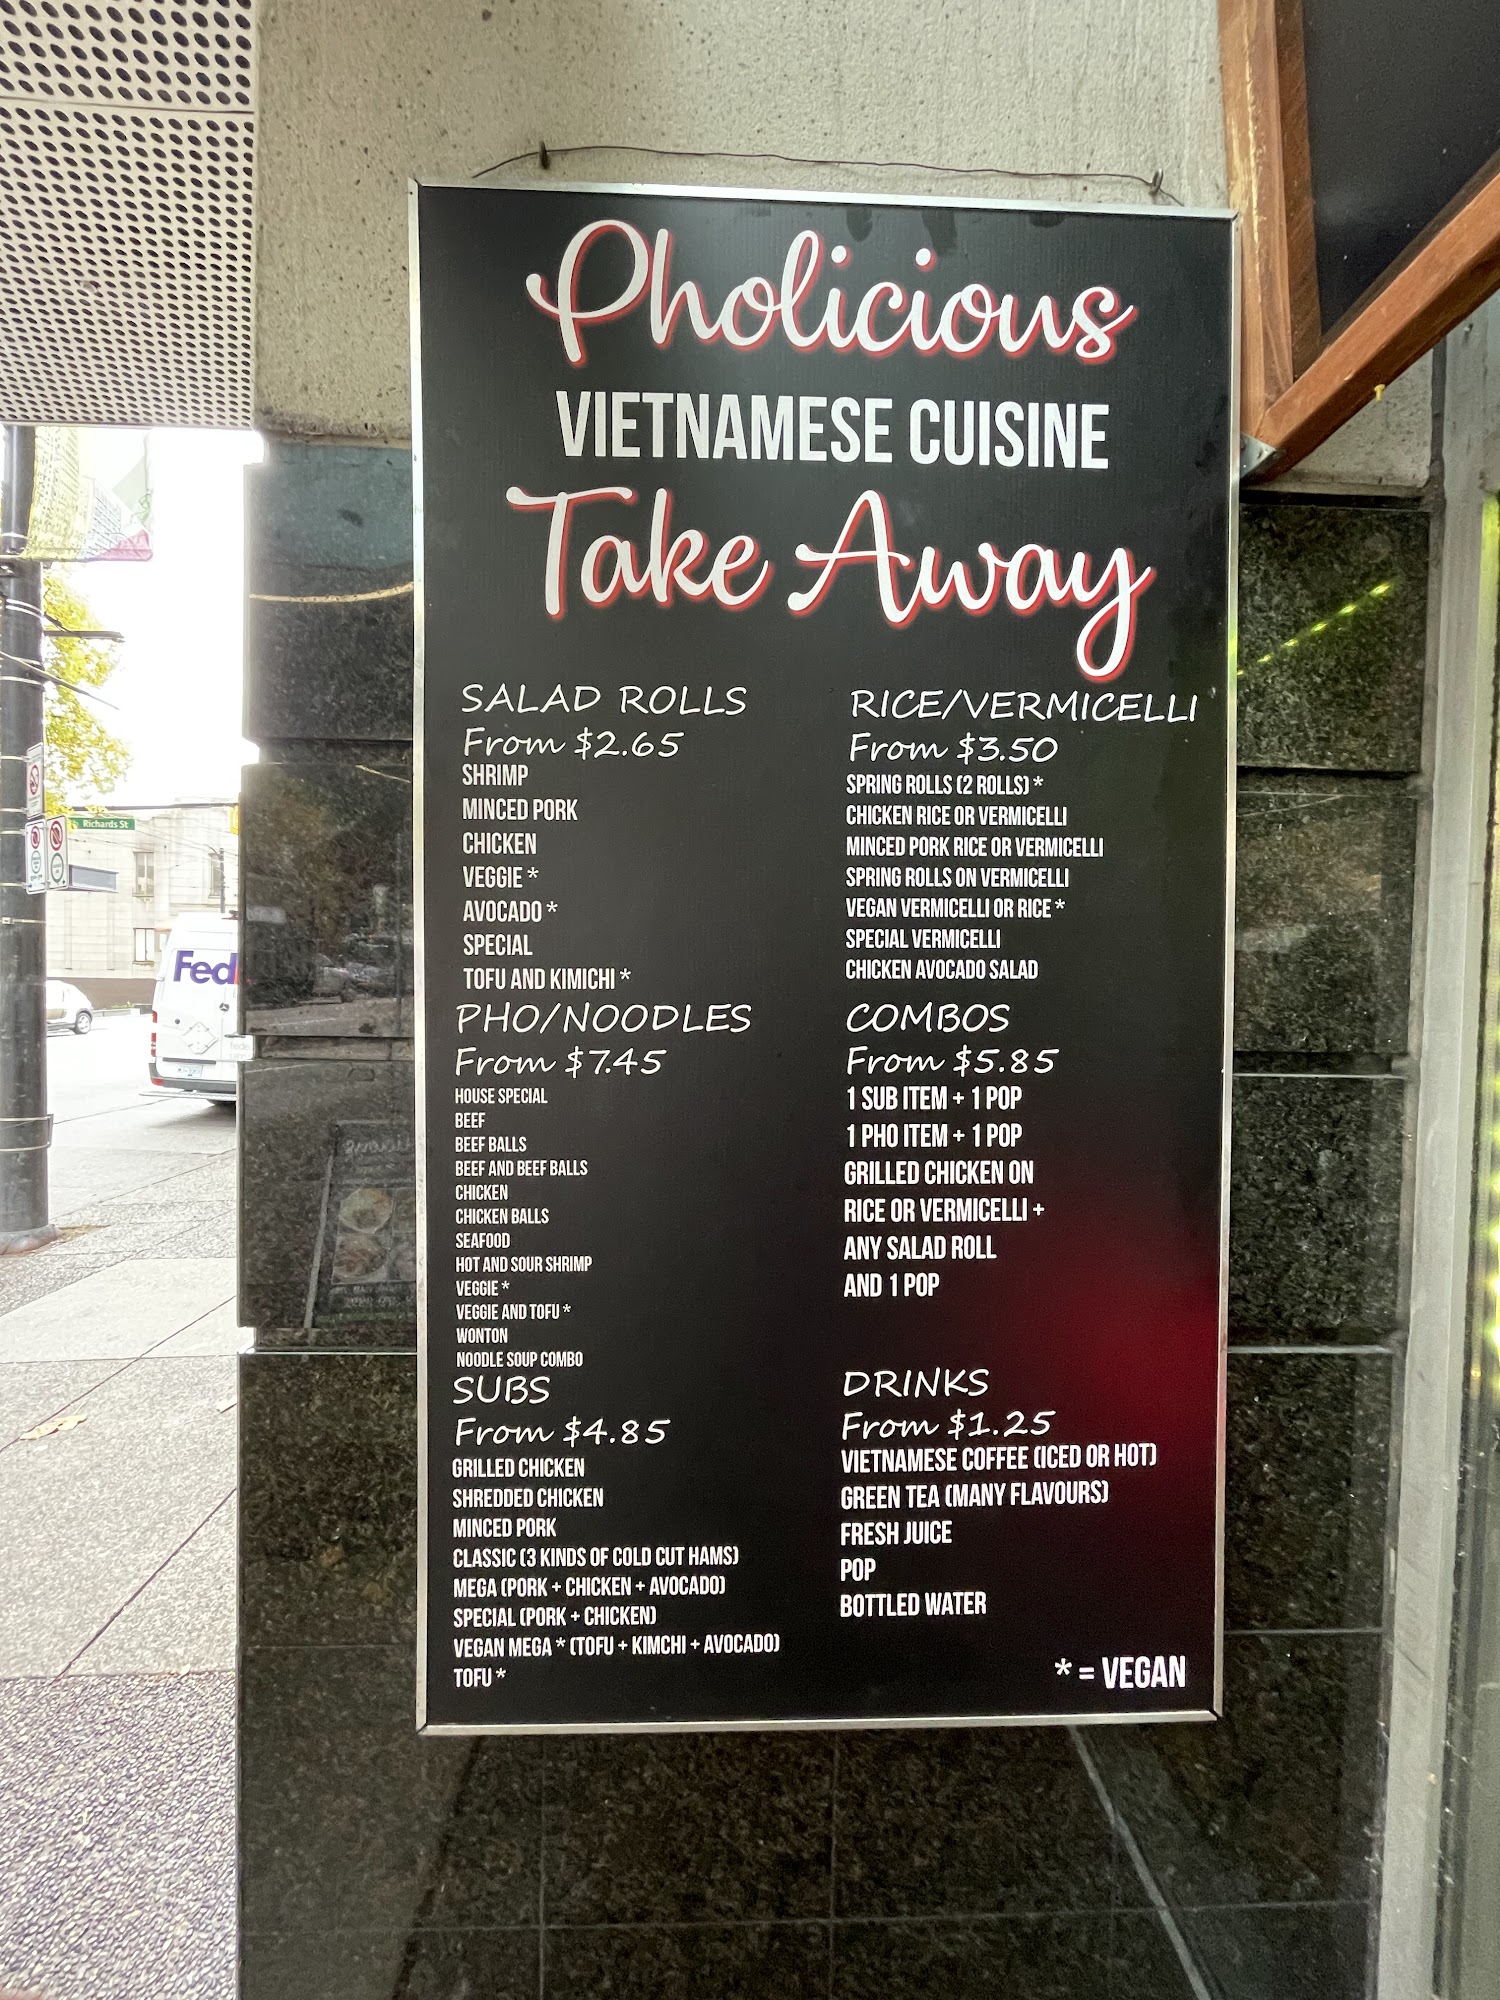 Pholicious
VIETNAMESE CUISINE
Take Away
SALAD ROLLS
From $2.65
SHRIMP
MINCED PORK
CHICKEN
VEGGIE *
AVOCADO *
SPECIAL
TOFU AND KIMICHI *
PHO/NOODLES
From $7.45
HOUSE SPECIAL
BEEF
BEEF BALLS
BEEF AND BEEF BALLS
CHICKEN
CHICKEN BALLS
SEAFOOD
HOT AND SOUR SHRIMP
VEGGIE *
VEGGIE AND TOFU *
WONTON
NOODLE SOUP COMBO
SUBS
From $4.85
GRILLED CHICKEN
SHREDDED CHICKEN
MINCED PORK
CLASSIC (3 KINDS OF COLD CUT HAMS)
MEGA (PORK + CHICKEN + AVOCADO)
SPECIAL (PORK + CHICKEN)
VEGAN MEGA * (TOFU + KIMCHI + AVOCADO)
TOFU *
RICE/VERMICELLI
From $3.50
SPRING ROLLS (2 ROLLS) *
CHICKEN RICE OR VERMICELLI
MINCED PORK RICE OR VERMICELLI
SPRING ROLLS ON VERMICELLI
VEGAN VERMICELLI OR RICE *
SPECIAL VERMICELLI
CHICKEN AVOCADO SALAD
COMBOS
From $5.85
1 SUB ITEM + 1 POP
1 PHO ITEM + 1 POP
GRILLED CHICKEN ON
RICE OR VERMICELLI +
ANY SALAD ROLL
AND 1 POP
DRINKS
From $1.25
VIETNAMESE COFFEE (ICED OR HOT)
GREEN TEA (MANY FLAVOURS)
FRESH JUICE
POP
BOTTLED WATER
* = VEGAN
Richards St
Fed